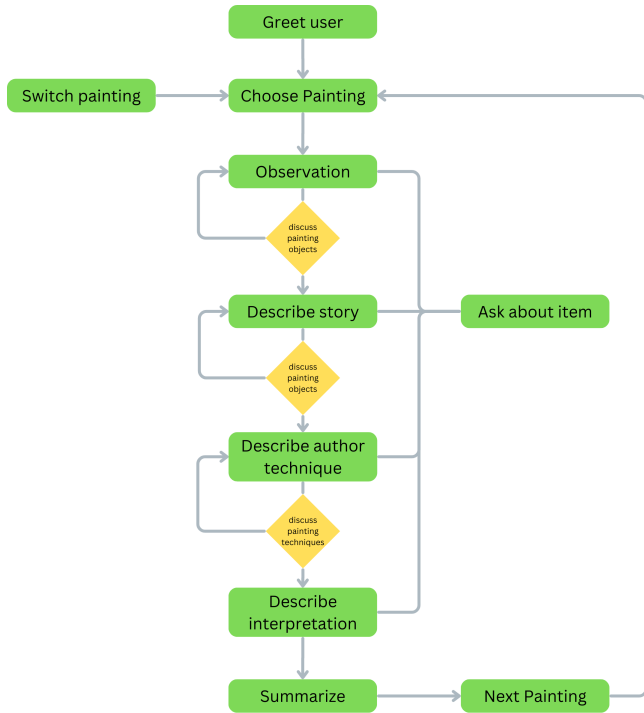 Greet user
Switch painting
Choose Painting
Observation
discuss
painting
objects
Describe story
Ask about item
discuss
painting
objects
Describe author
technique
discuss
painting
techniques
Describe
interpretation
Summarize
Next Painting